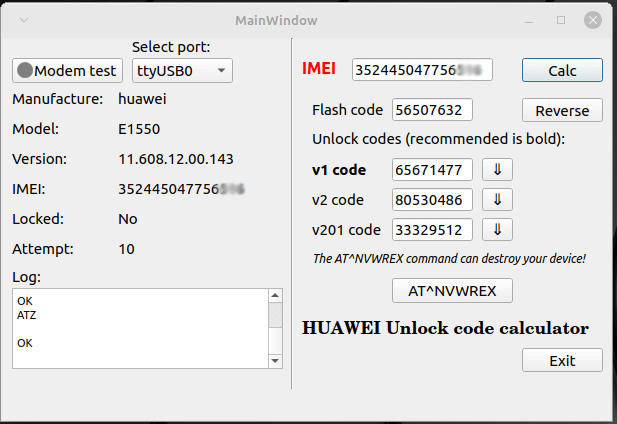 MainWindow
Select port:
Modem test
ttyUSB0
Manufacture: huawei
Model: E1550
Version: 11.608.12.00.143
IMEI: 352445047756
Locked: No
Attempt: 10
Log:
OK
ATZ
OK
IMEI 352445047756
Calc
Flash code 56507632
Reverse
Unlock codes (recommended is bold):
v1 code 65671477 ⇓
v2 code 80530486 ⇓
v201 code 33329512 ⇓
The AT^NVWREX command can destroy your device!
AT^NVWREX
HUAWEI Unlock code calculator
Exit